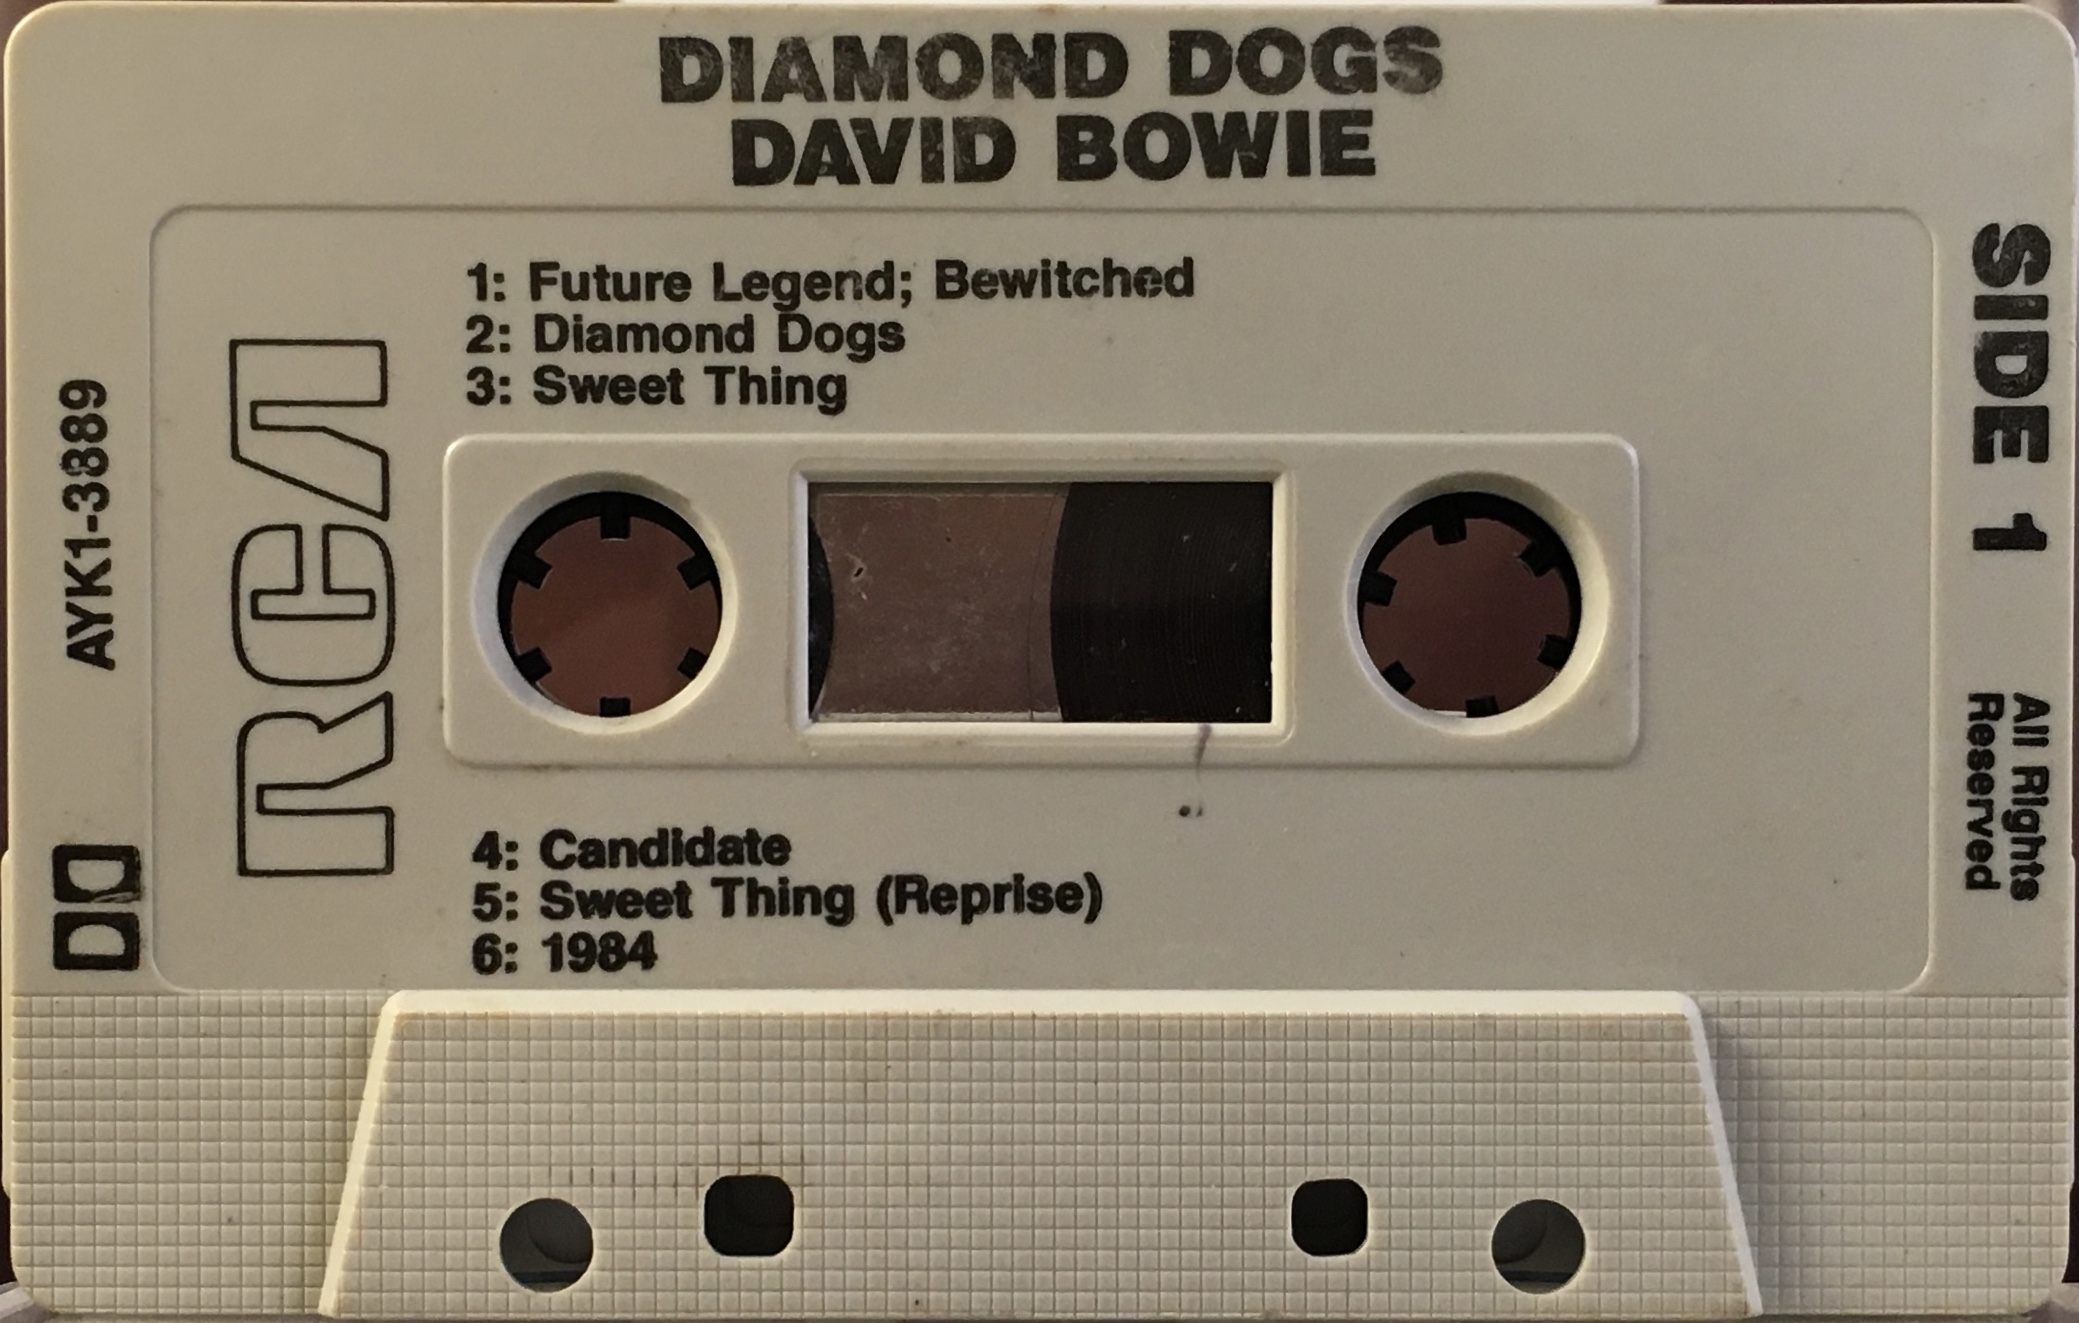 DIAMOND DOGS
DAVID BOWIE
1: Future Legend; Bewitched
2: Diamond Dogs
3: Sweet Thing
4: Candidate
5: Sweet Thing (Reprise)
6: 1984
RCA
AYK1-3889
SIDE 1
All Rights
Reserved